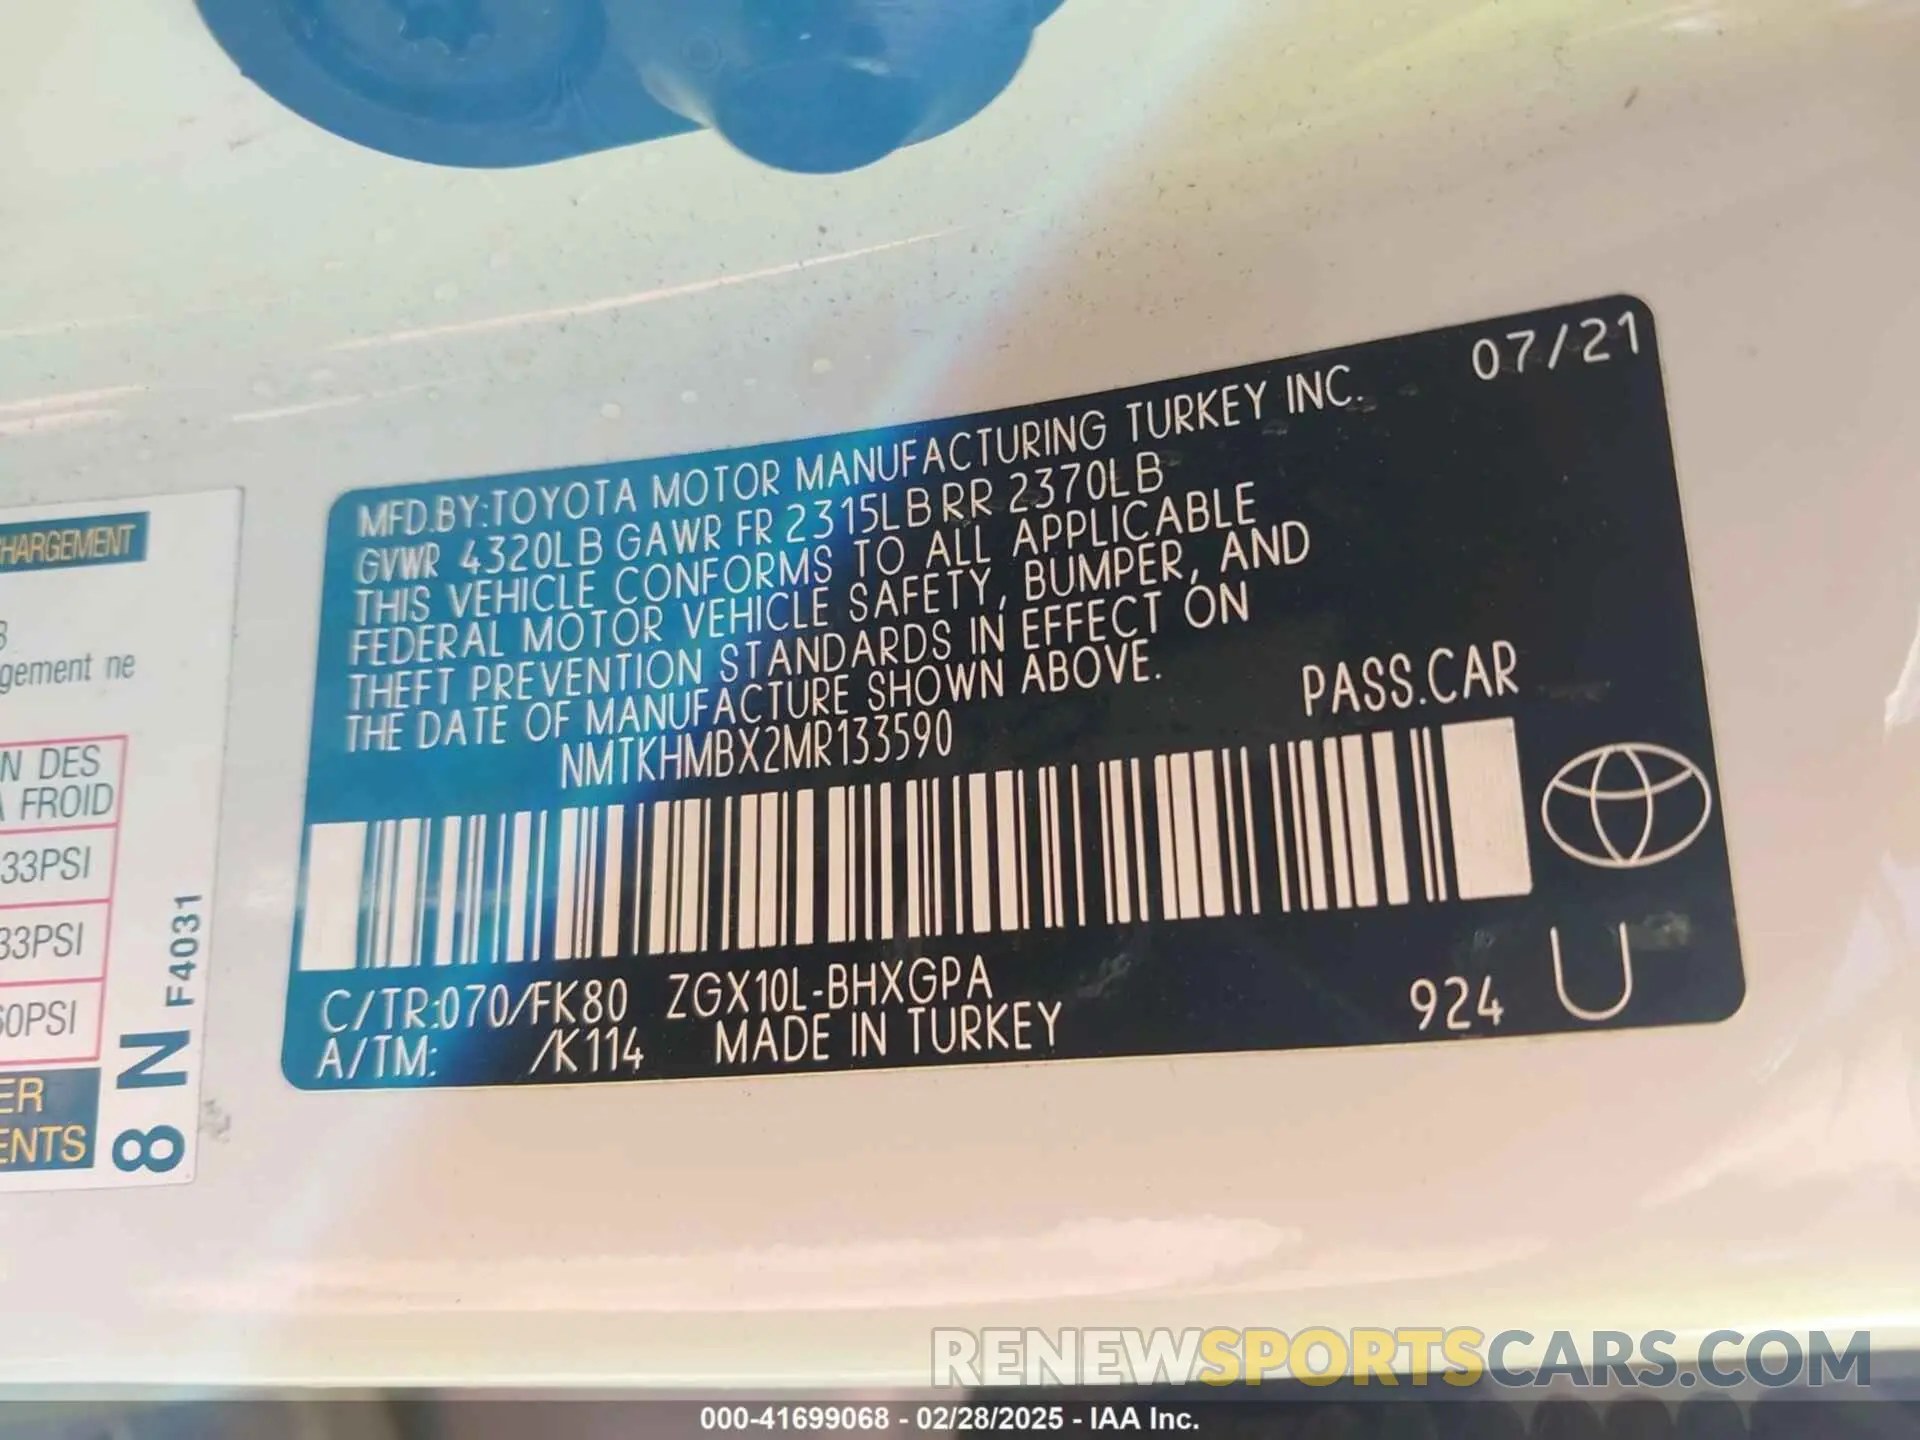 07/21
MFD.BY:TOYOTA MOTOR MANUFACTURING TURKEY INC.
GVWR 4320LB GAWR FR 2315LB RR 2370LB
THIS VEHICLE CONFORMS TO ALL APPLICABLE
FEDERAL MOTOR VEHICLE SAFETY, BUMPER, AND
THEFT PREVENTION STANDARDS IN EFFECT ON
THE DATE OF MANUFACTURE SHOWN ABOVE.
NMTKHMBX2MR133590
PASS.CAR
C/TR:070/FK80 ZGX10L-BHXGPA
A/TM: /K114 MADE IN TURKEY
924 U
HARGEMENT
gement ne
N DES
A FROID
33PSI
33PSI
60PSI
ER
ENTS
8 N F4031
RENEWSPORTSCARS.COM
000-41699068 - 02/28/2025 - IAA Inc.